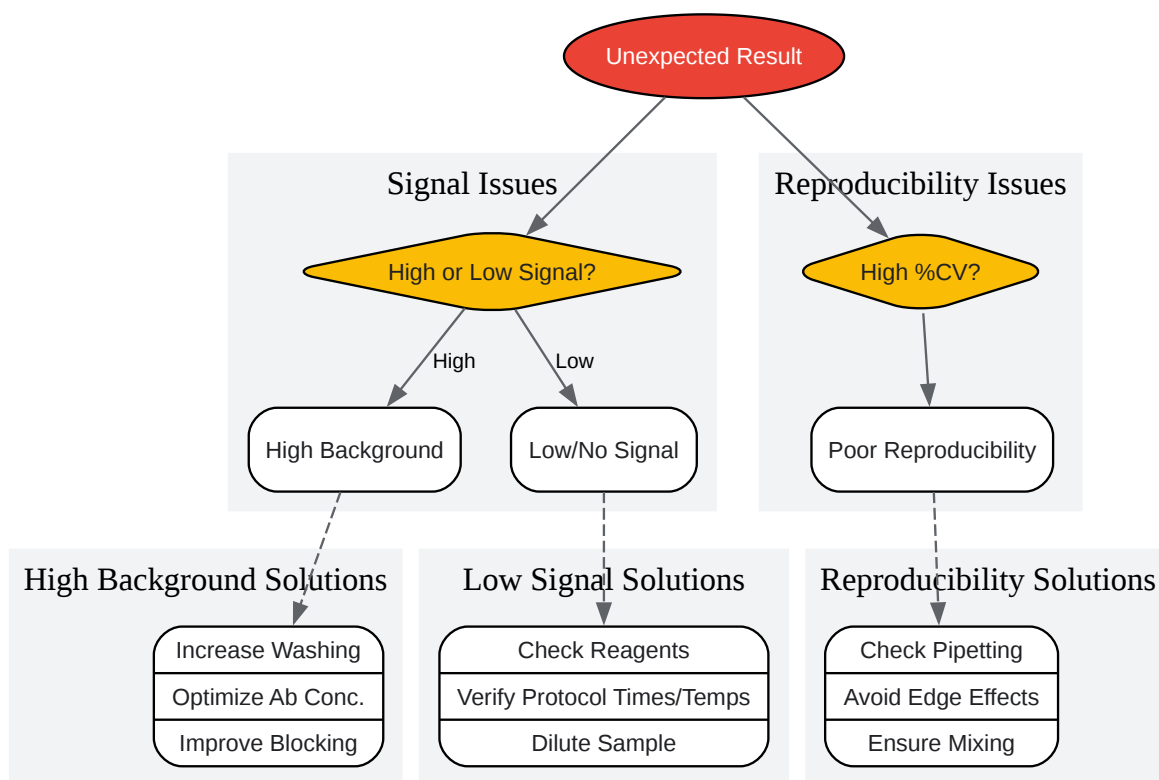 Unexpected Result
Signal Issues
Reproducibility Issues
High or Low Signal?
High %CV?
High
Low
High Background
Low/No Signal
Poor Reproducibility
High Background Solutions
Low Signal Solutions
Reproducibility Solutions
Increase Washing
Optimize Ab Conc.
Improve Blocking
Check Reagents
Verify Protocol Times/Temps
Dilute Sample
Check Pipetting
Avoid Edge Effects
Ensure Mixing